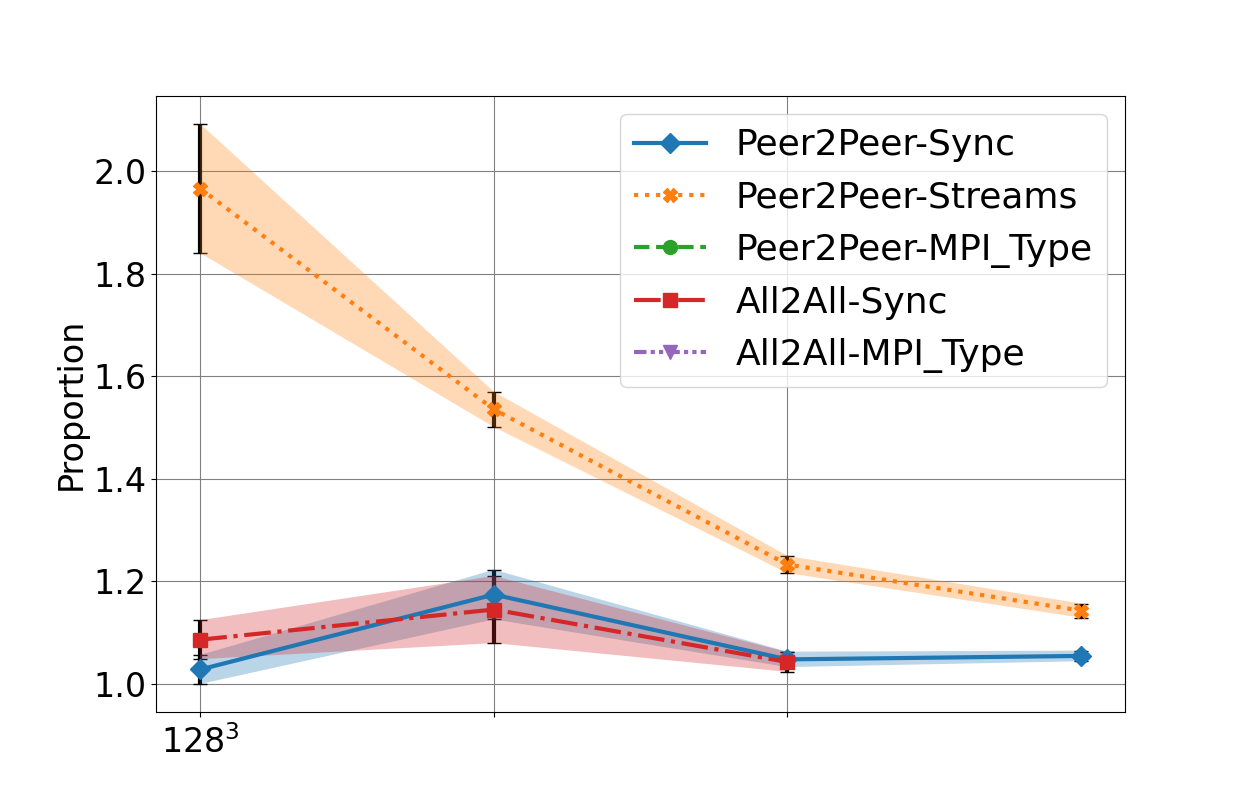 Peer2Peer-Sync
Peer2Peer-Streams
Peer2Peer-MPI_Type
All2All-Sync
All2All-MPI_Type
Proportion
2.0
1.8
1.6
1.4
1.2
1.0
128³